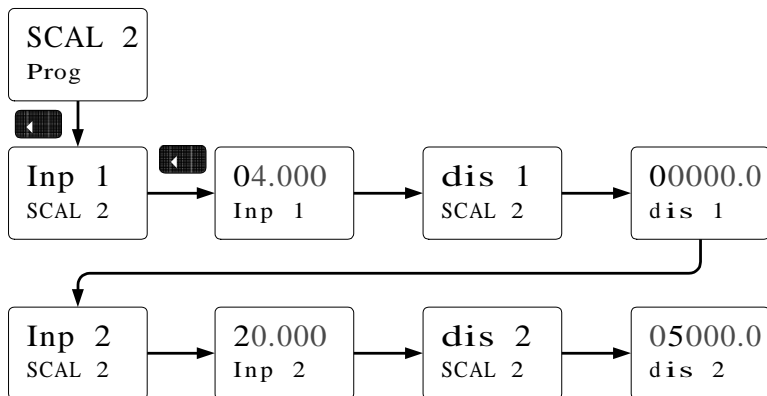 SCAL 2
Prog
Inp 1
SCAL 2
04.000
Inp 1
dis 1
SCAL 2
00000.0
dis 1
Inp 2
SCAL 2
20.000
Inp 2
dis 2
SCAL 2
05000.0
dis 2